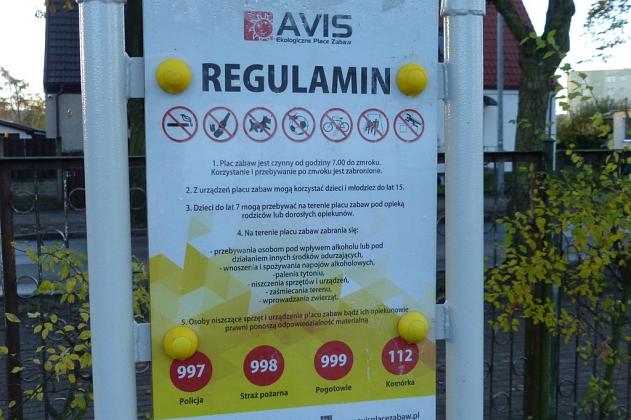 AVIS
Ekologiczne Place Zabaw
REGULAMIN
1. Plac zabaw jest czynny od godziny 7.00 do zmroku.
Korzystanie i przebywanie po zmroku jest zabronione.
2. Z urządzeń placu zabaw mogą korzystać dzieci i młodzież do lat 15.
3. Dzieci do lat 7 mogą przebywać na terenie placu zabaw pod opieką
rodziców lub dorosłych opiekunów.
4. Na terenie placu zabaw zabrania się:
- przebywania osobom pod wpływem alkoholu lub pod
działaniem innych środków odurzających,
- wnoszenia i spożywania napojów alkoholowych,
-palenia tytoniu,
- niszczenia sprzętów i urządzeń,
- zaśmiecania terenu,
- wprowadzania zwierząt.
5. Osoby niszczące sprzęt i urządzenia placu zabaw bądź ich opiekunowie
prawni ponoszą odpowiedzialność materialną.
997 998 999 112
Policja Straż pożarna Pogotowie Komórka
avisplacezabaw.pl